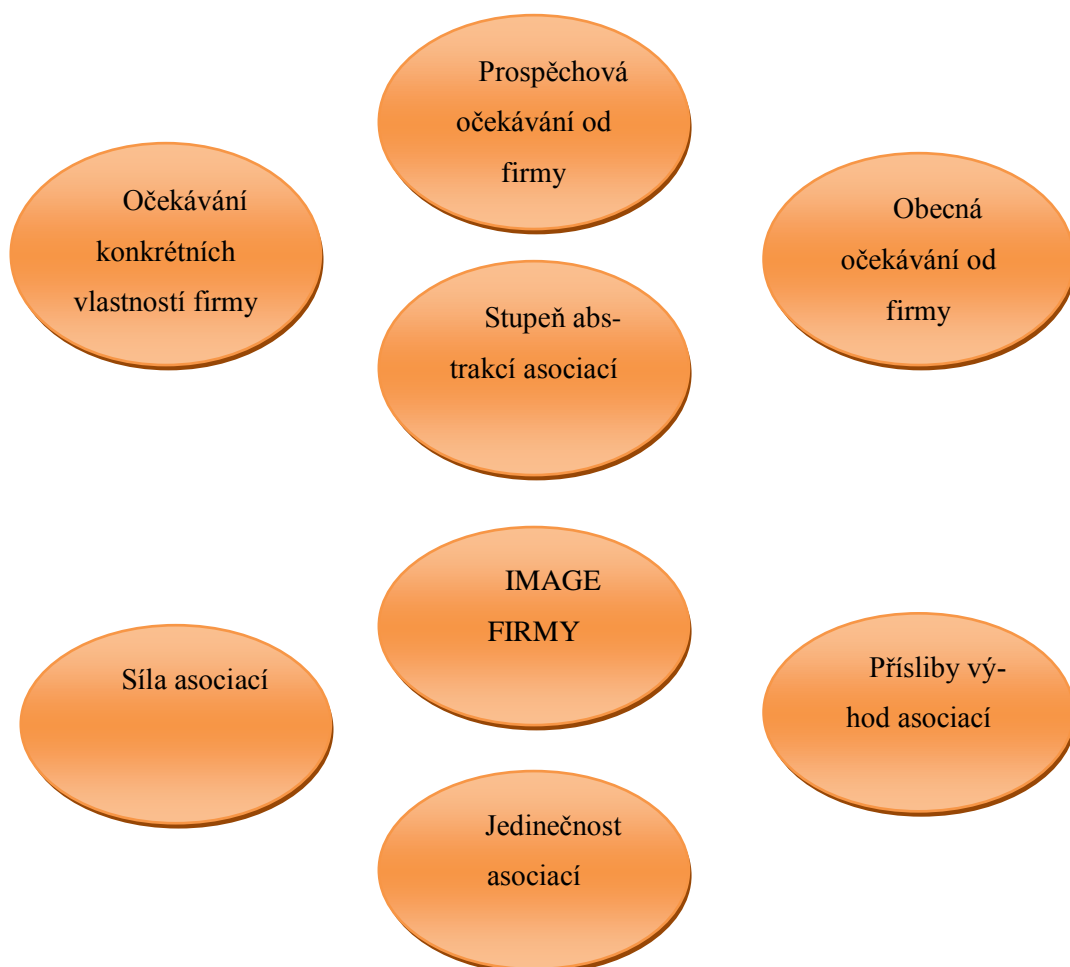 Prospěchová
očekávání od
firmy
Očekávání
konkrétních
vlastností firmy
Obecná
očekávání od
firmy
Stupeň abs-
trakcí asociací
IMAGE
FIRMY
Síla asociací
Přísliby vý-
hod asociací
Jedinečnost
asociací